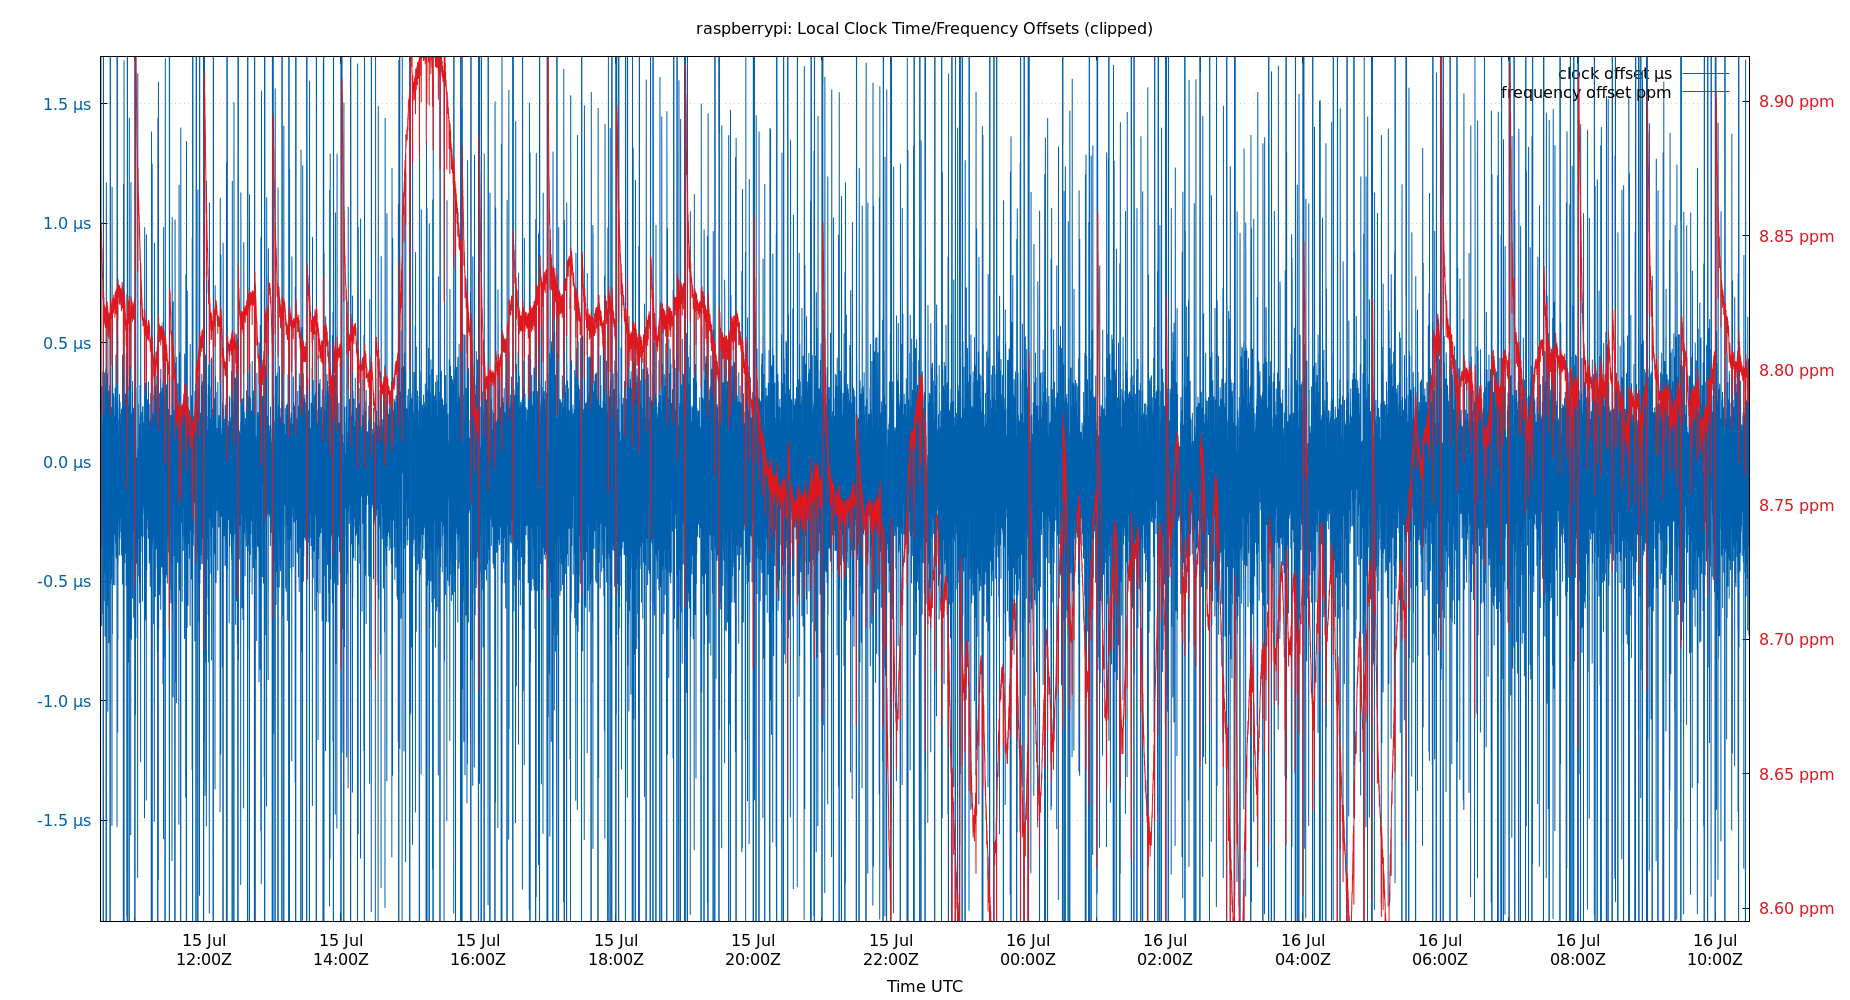 raspberrypi: Local Clock Time/Frequency Offsets (clipped)
clock offset µs
frequency offset ppm
1.5 µs
1.0 µs
0.5 µs
0.0 µs
-0.5 µs
-1.0 µs
-1.5 µs
8.90 ppm
8.85 ppm
8.80 ppm
8.75 ppm
8.70 ppm
8.65 ppm
8.60 ppm
15 Jul 15 Jul 15 Jul 15 Jul 15 Jul 15 Jul 16 Jul 16 Jul 16 Jul 16 Jul 16 Jul 16 Jul
12:00Z 14:00Z 16:00Z 18:00Z 20:00Z 22:00Z 00:00Z 02:00Z 04:00Z 06:00Z 08:00Z 10:00Z
Time UTC